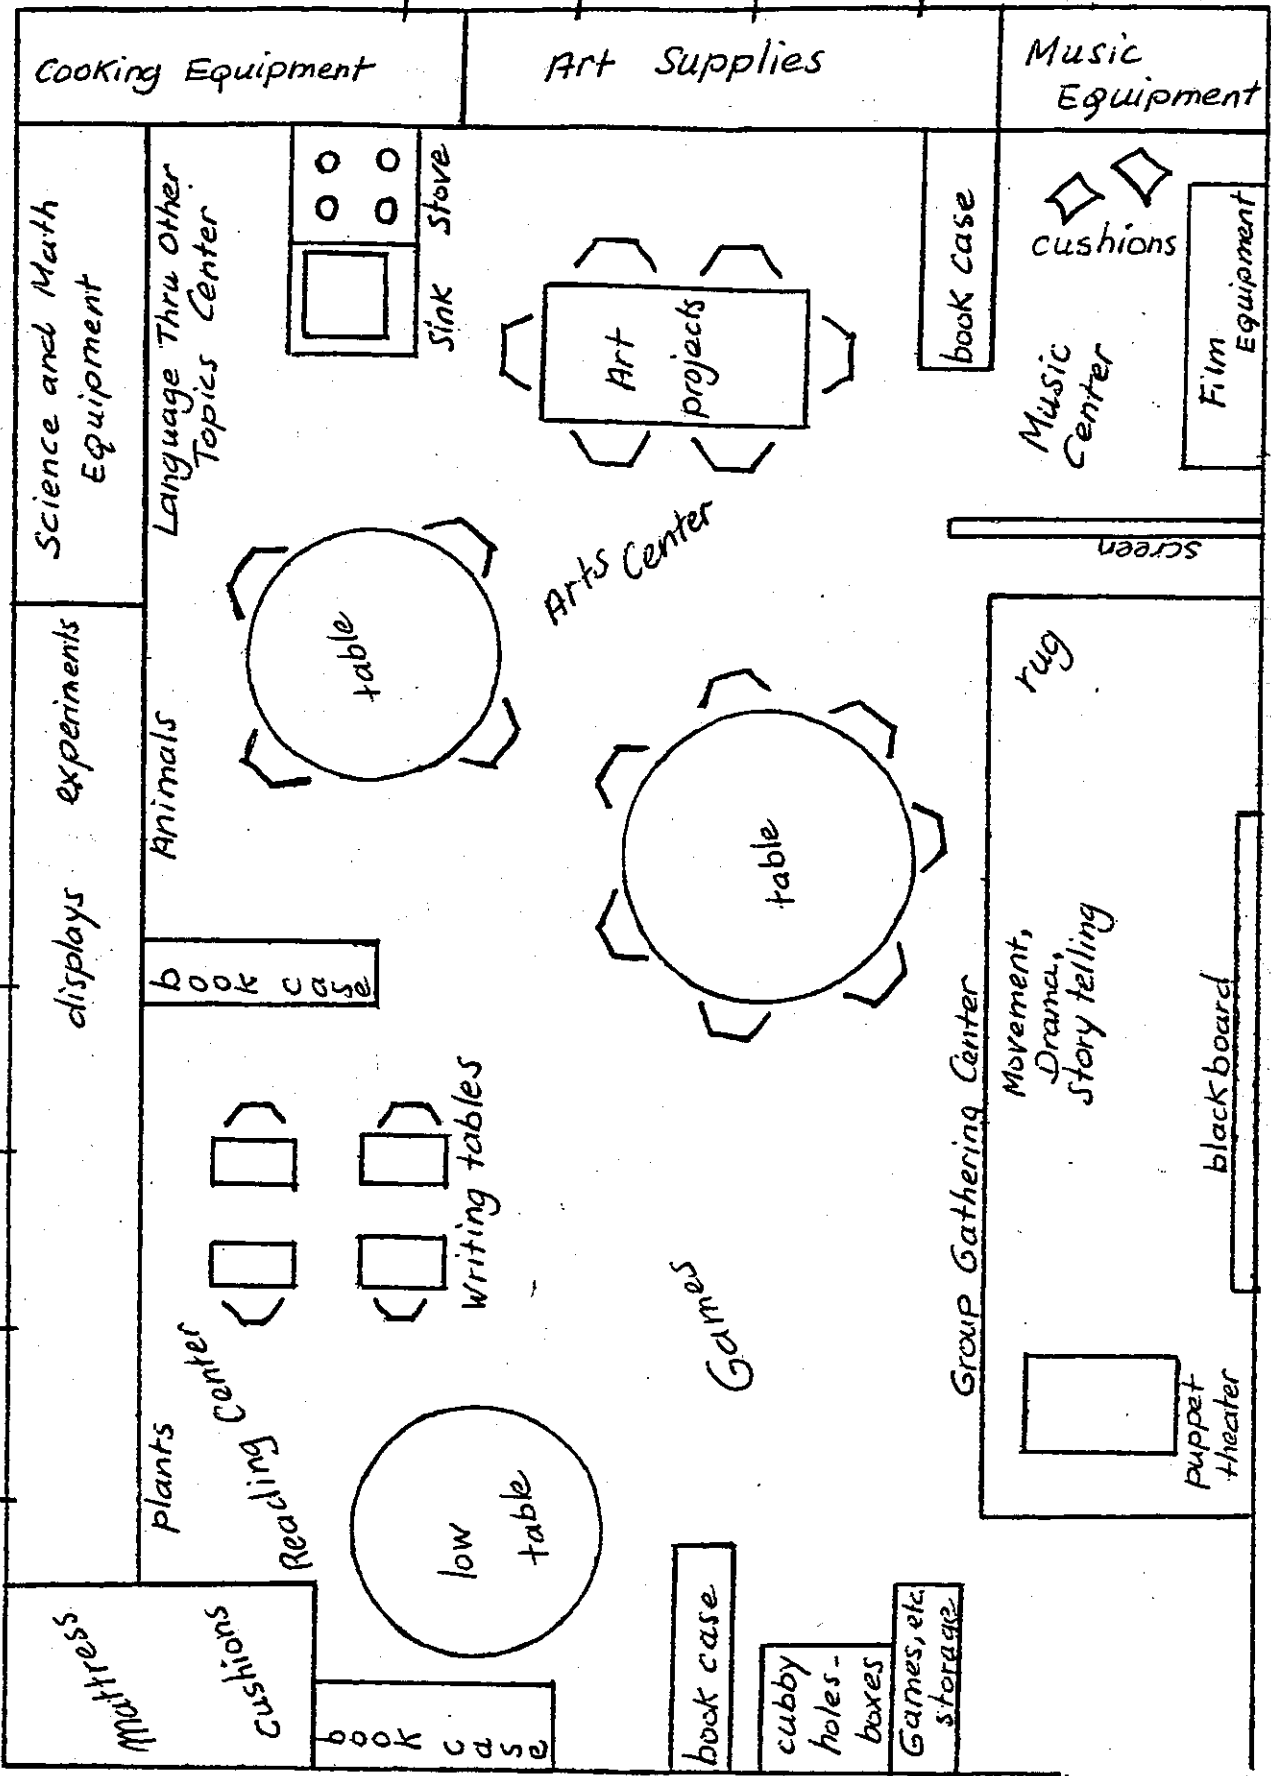 Cooking Equipment
Art Supplies
Music
Equipment
Science and Math
Equipment
Language Thru Other
Topics Center
Stove
Sink
Art
projects
book case
cushions
Music
Center
Film
Equipment
screen
Arts Center
table
experiments
displays
Animals
book case
table
rug
Movement,
Drama,
Story telling
Group Gathering Center
blackboard
puppet
theater
Writing tables
Games
plants
Reading Center
low
table
Mattress
Cushions
book case
book case
cubby
holes-
boxes
Games, etc.
storage